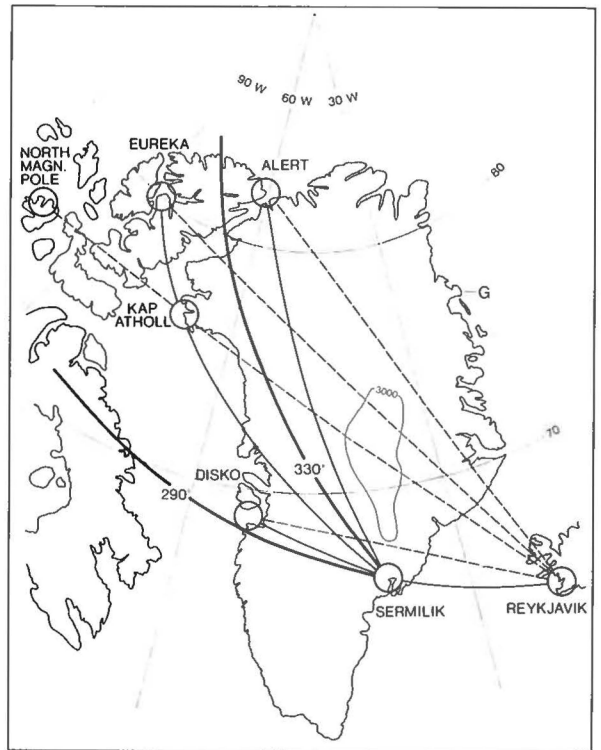 90 W
60 W
30 W
EUREKA
NORTH
MAGN.
POLE
ALERT
80
G
KAP
ATHOLL
3000
70
DISKO
330°
290°
SERMILIK
REYKJAVIK